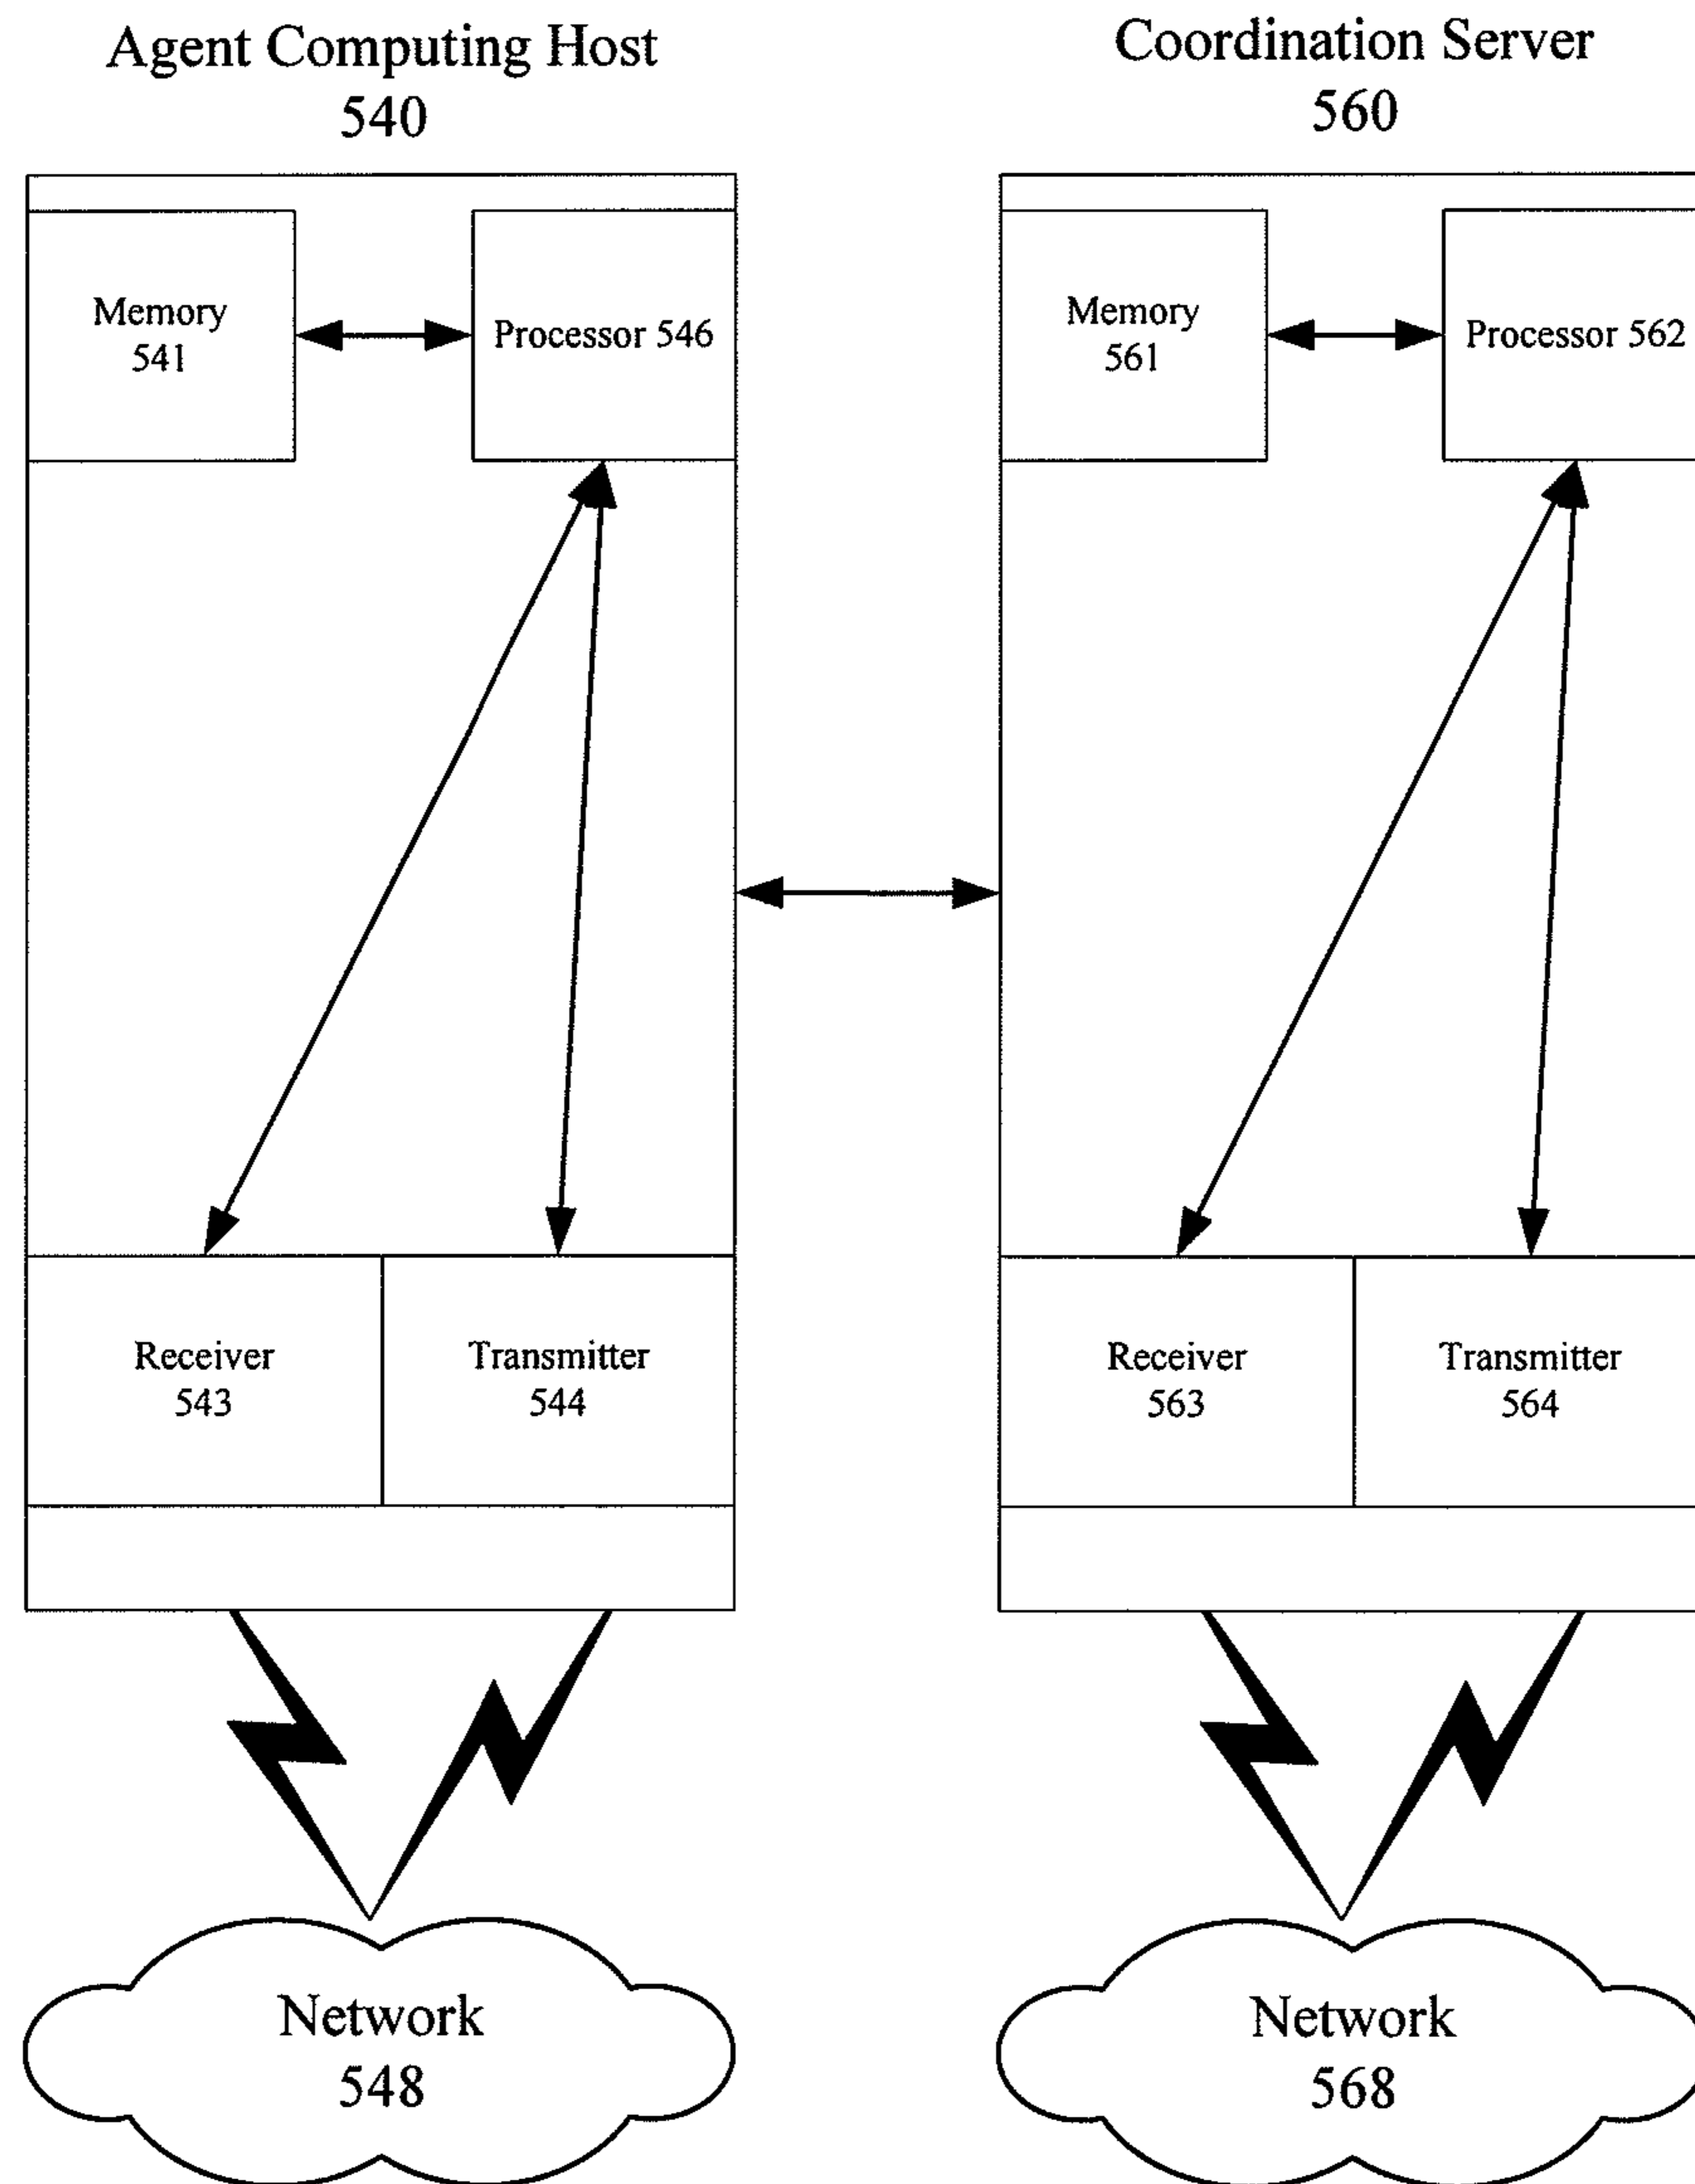 Agent Computing Host
540
Coordination Server
560
Memory
541
Processor 546
Memory
561
Processor 562
Receiver
543
Transmitter
544
Receiver
563
Transmitter
564
Network
548
Network
568